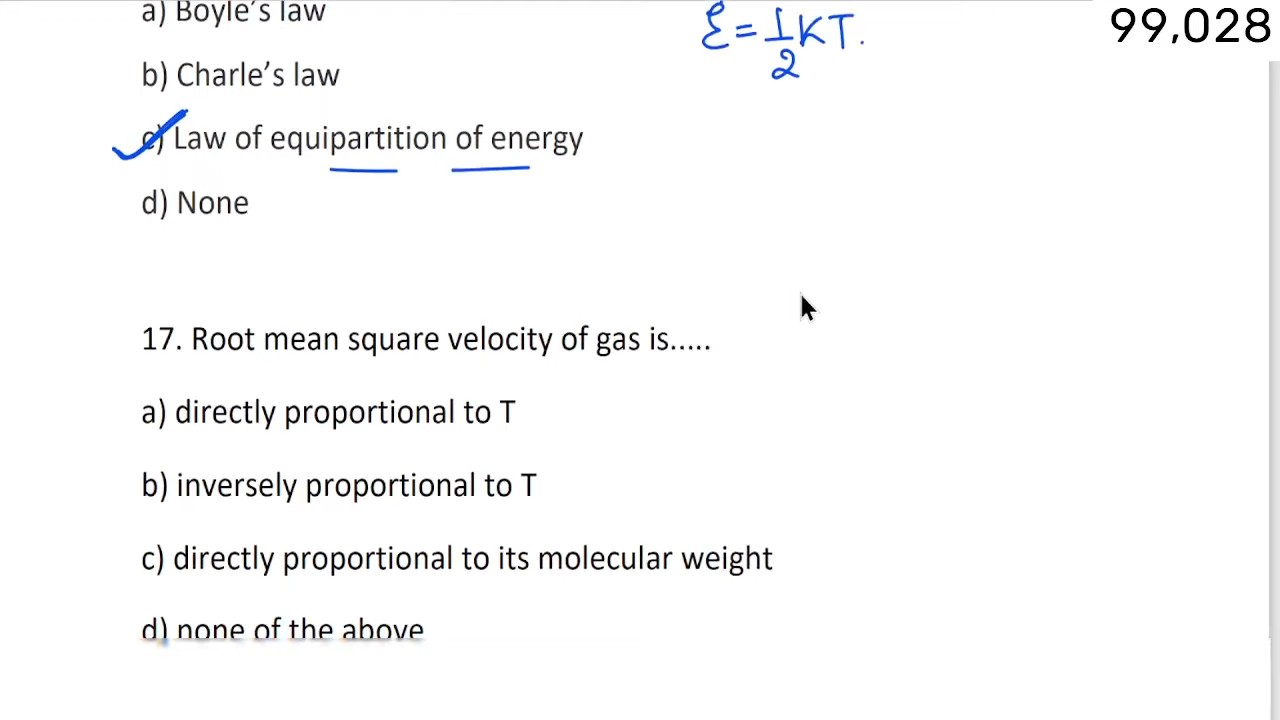 a) Boyle's law
ε = 1/2 KT.
99,028
b) Charle's law
c) Law of equipartition of energy
d) None
17. Root mean square velocity of gas is.....
a) directly proportional to T
b) inversely proportional to T
c) directly proportional to its molecular weight
d) none of the above